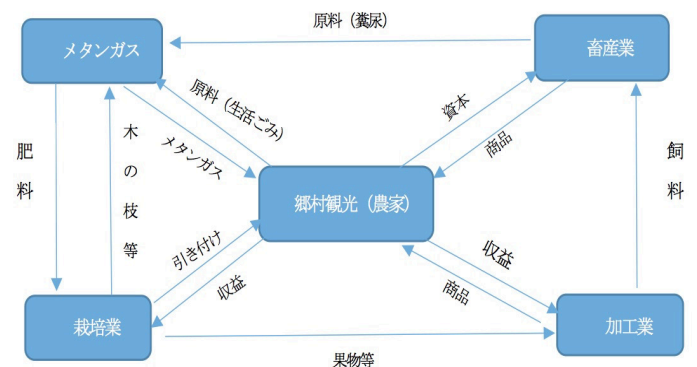 原料（糞尿）
メタンガス
畜産業
原料（生活ごみ）
資本
木の枝等
メタンガス
商品
肥料
飼料
郷村観光（農家）
引き付け
収益
収益
商品
栽培業
加工業
果物等